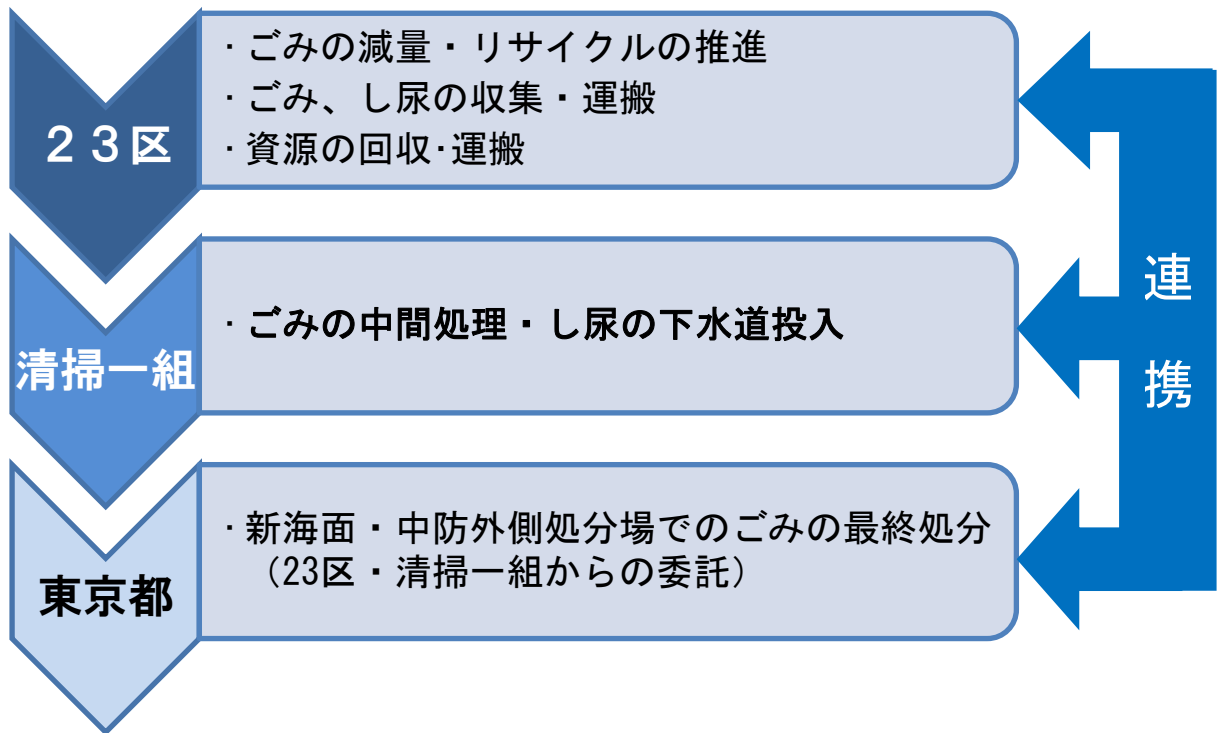 ２３区
・ごみの減量・リサイクルの推進
・ごみ、し尿の収集・運搬
・資源の回収･運搬
清掃一組
・ごみの中間処理・し尿の下水道投入
東京都
・新海面・中防外側処分場でのごみの最終処分
（23区・清掃一組からの委託）
連携